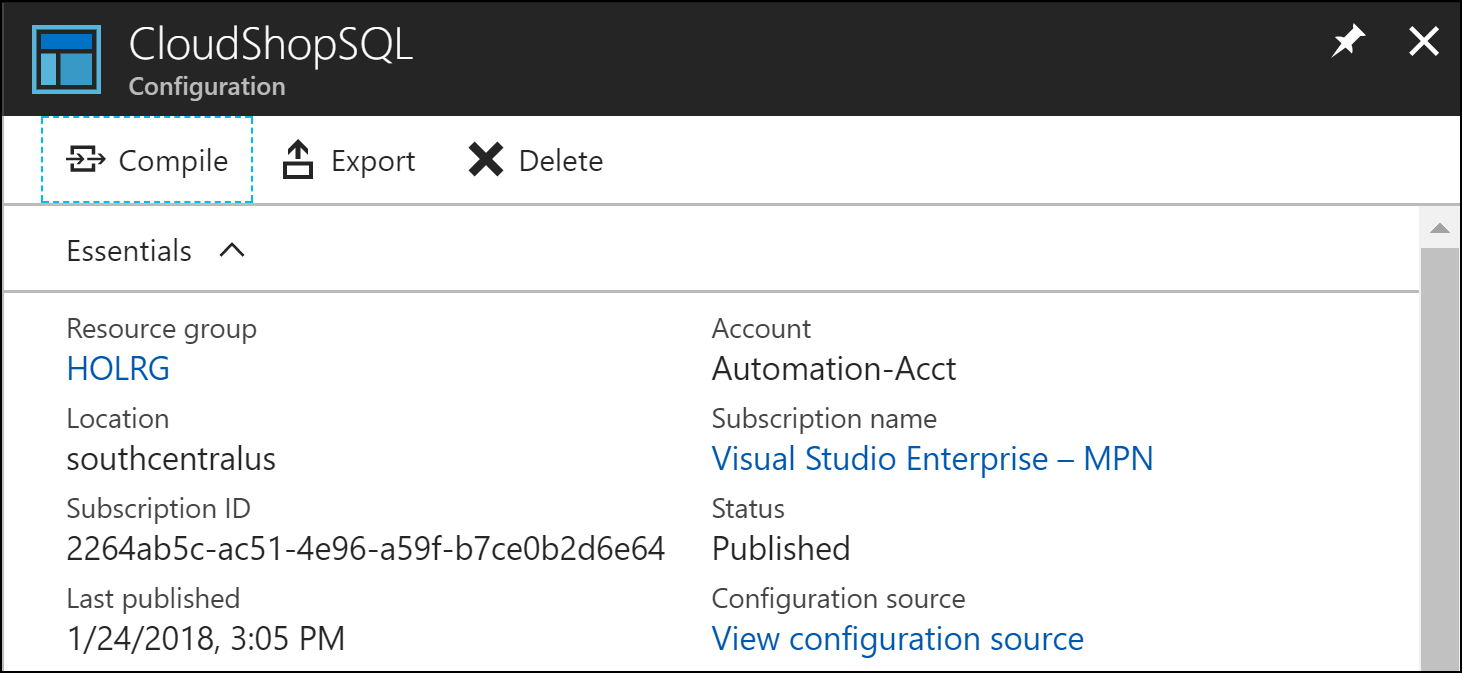 CloudShopSQL
Configuration
Compile Export Delete
Essentials
Resource group Account
HOLRG Automation-Acct
Location Subscription name
southcentralus Visual Studio Enterprise – MPN
Subscription ID Status
2264ab5c-ac51-4e96-a59f-b7ce0b2d6e64 Published
Last published Configuration source
1/24/2018, 3:05 PM View configuration source